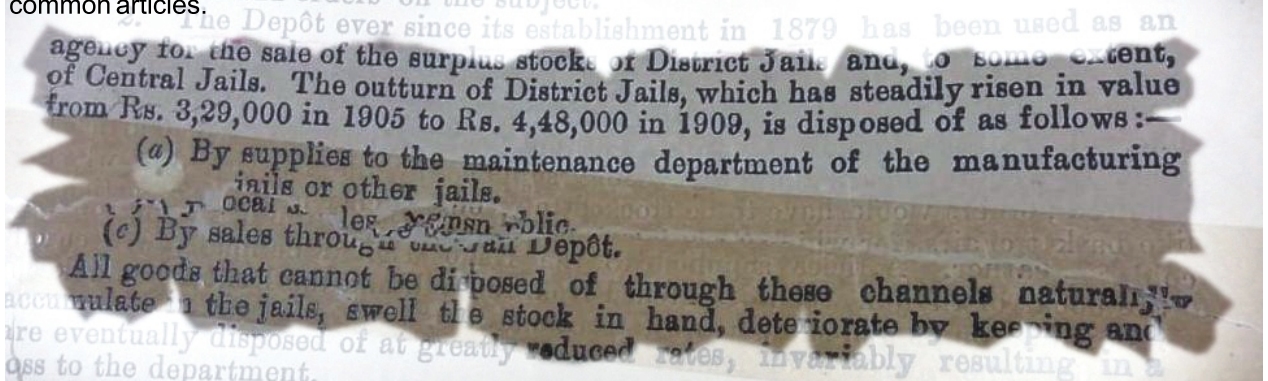 common articles.
2. The Depôt ever since its establishment in 1879 has been used as an
agency for the sale of the surplus stocks of District Jails and, to some extent,
of Central Jails. The outturn of District Jails, which has steadily risen in value
from Rs. 3,29,000 in 1905 to Rs. 4,48,000 in 1909, is disposed of as follows:—
(a) By supplies to the maintenance department of the manufacturing
jails or other jails.
(c) By sales through the Jail Depôt.
All goods that cannot be disposed of through these channels naturally
accumulate in the jails, swell the stock in hand, deteriorate by keeping and
are eventually disposed of at greatly reduced rates, invariably resulting in a
loss to the department.